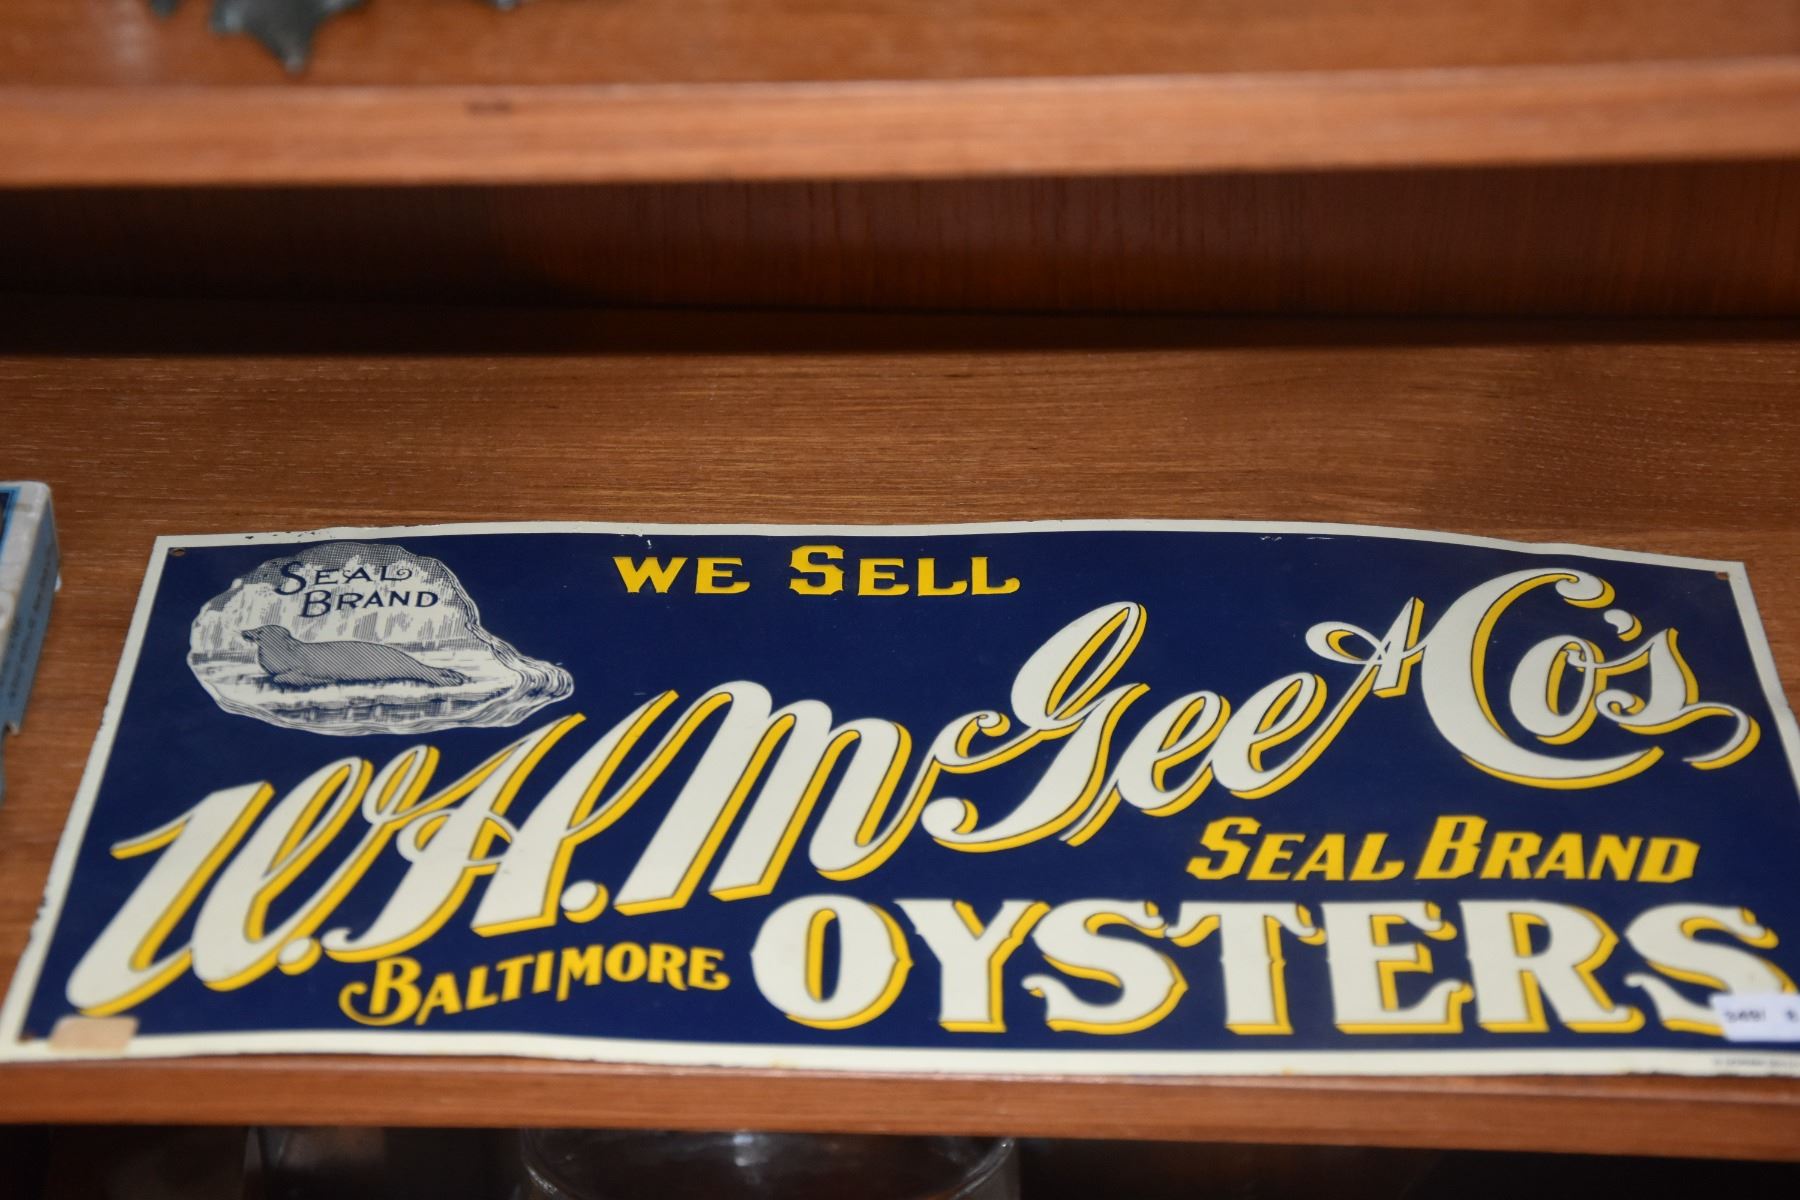 SEAL
BRAND
WE SELL
W.H. McGee & Co's
SEAL BRAND
BALTIMORE OYSTERS